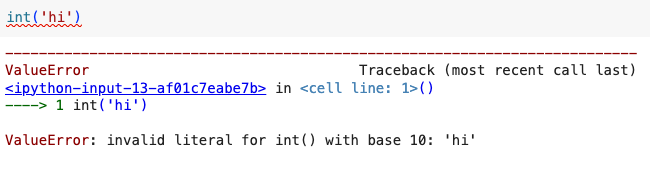 int('hi')
---------------------------------------------------------------------------
ValueError                                Traceback (most recent call last)
<ipython-input-13-af01c7eabe7b> in <cell line: 1>()
----> 1 int('hi')

ValueError: invalid literal for int() with base 10: 'hi'